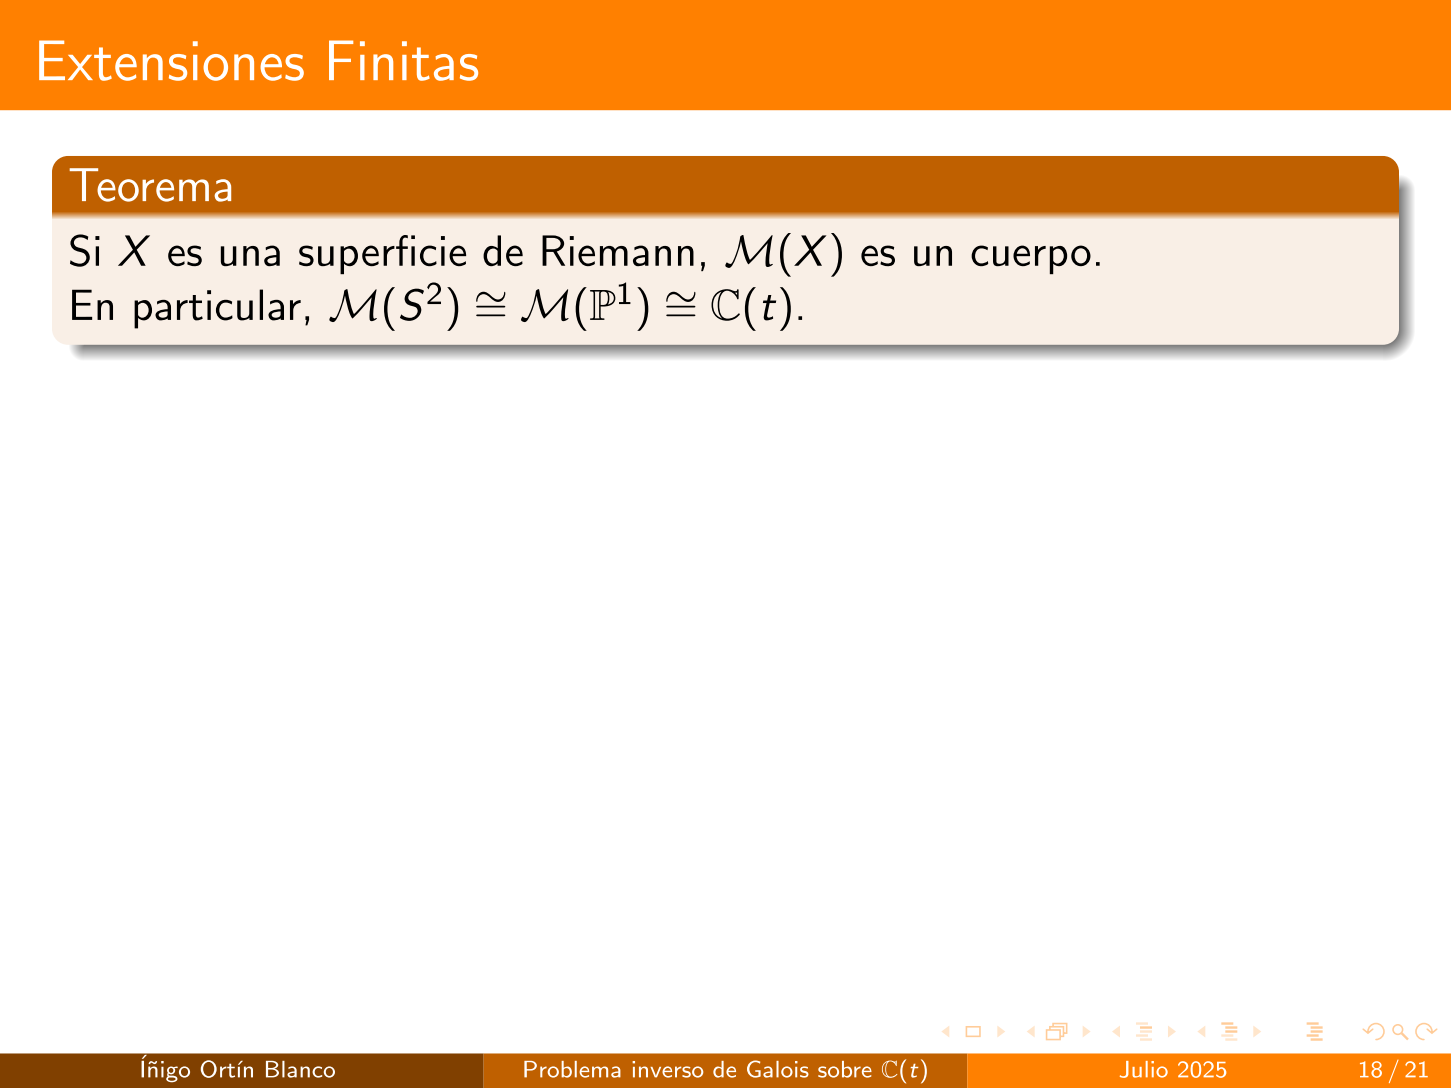 Extensiones Finitas
Teorema
Si X es una superficie de Riemann, ℳ(X) es un cuerpo.
En particular, ℳ(S²) ≅ ℳ(ℙ¹) ≅ ℂ(t).
Íñigo Ortín Blanco
Problema inverso de Galois sobre ℂ(t)
Julio 2025
18 / 21